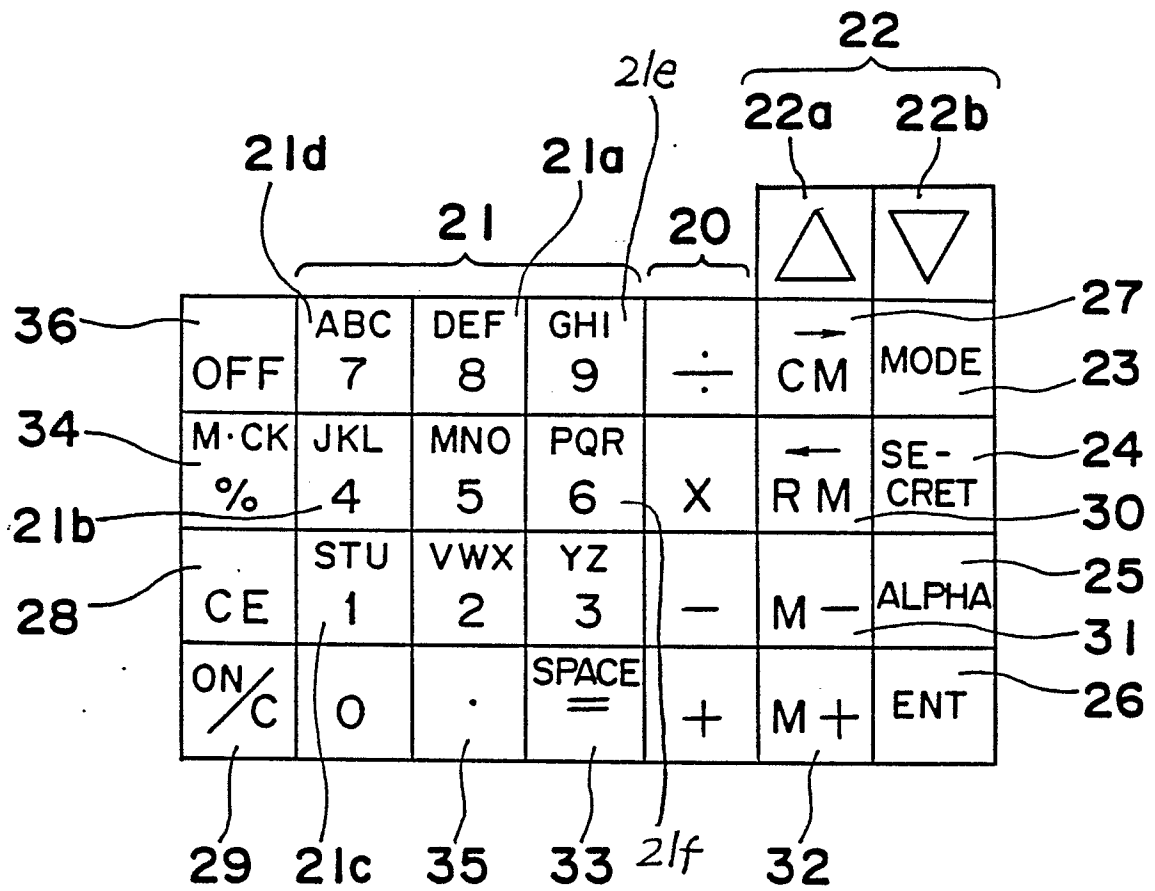 22
21e
22a 22b
21d 21a
21 20
27
36 ABC DEF GHI → MODE
OFF 7 8 9 ÷ CM 23
34 M·CK JKL MNO PQR ← SE- 24
% 4 5 6 X RM CRET
21b 30
STU VWX YZ 25
28 CE 1 2 3 − M− ALPHA
31
ON/C 0 · SPACE + M+ ENT 26
=
29 21c 35 33 21f 32